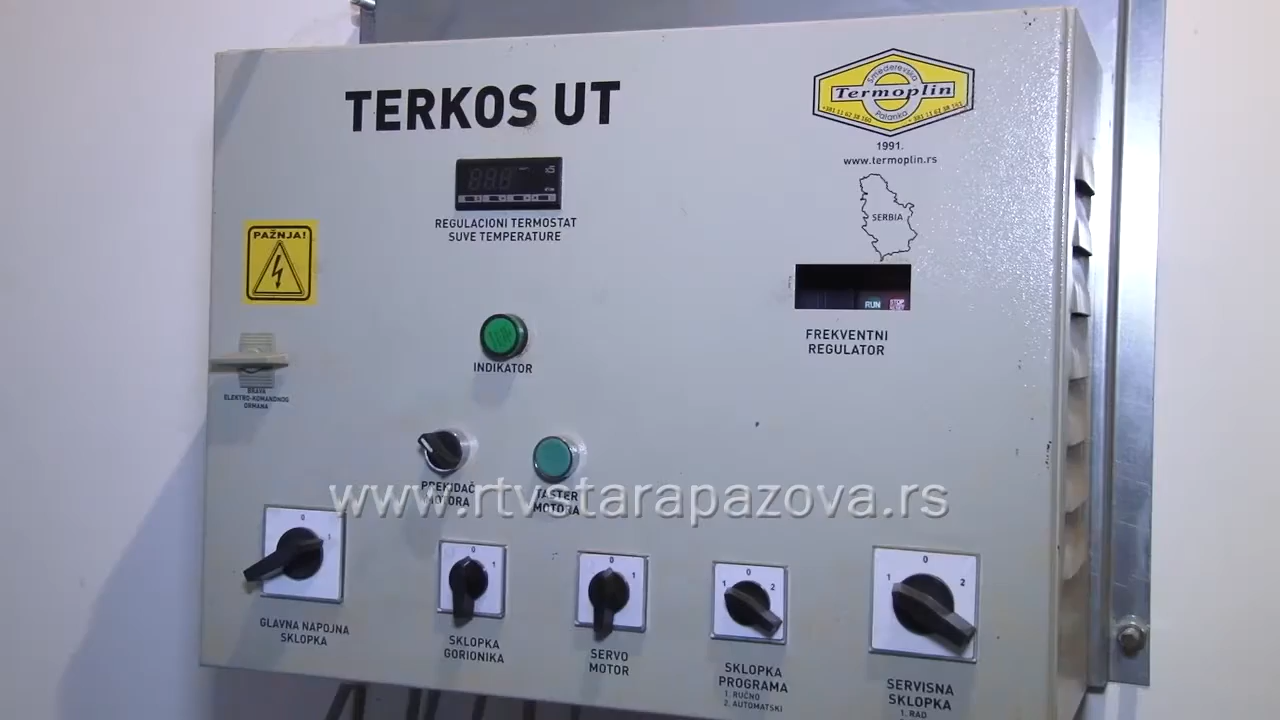 TERKOS UT
Smederevska
Termoplin
Palanka
1991.
www.termoplin.rs
SERBIA
REGULACIONI TERMOSTAT
SUVE TEMPERATURE
PAŽNJA!
RUN
STOP
RESET
FREKVENTNI
REGULATOR
INDIKATOR
BRAVA
ELEKTRO-KOMANDNOG
ORMANA
PREKIDAČ
MOTORA
TASTER
MOTORA
www.rtvstarapazova.rs
0
1
GLAVNA NAPOJNA
SKLOPKA
0
1
SKLOPKA
GORIONIKA
0
1
SERVO
MOTOR
1 0 2
SKLOPKA
PROGRAMA
1. RUČNO
2. AUTOMATSKI
1 0 2
SERVISNA
SKLOPKA
1. RAD